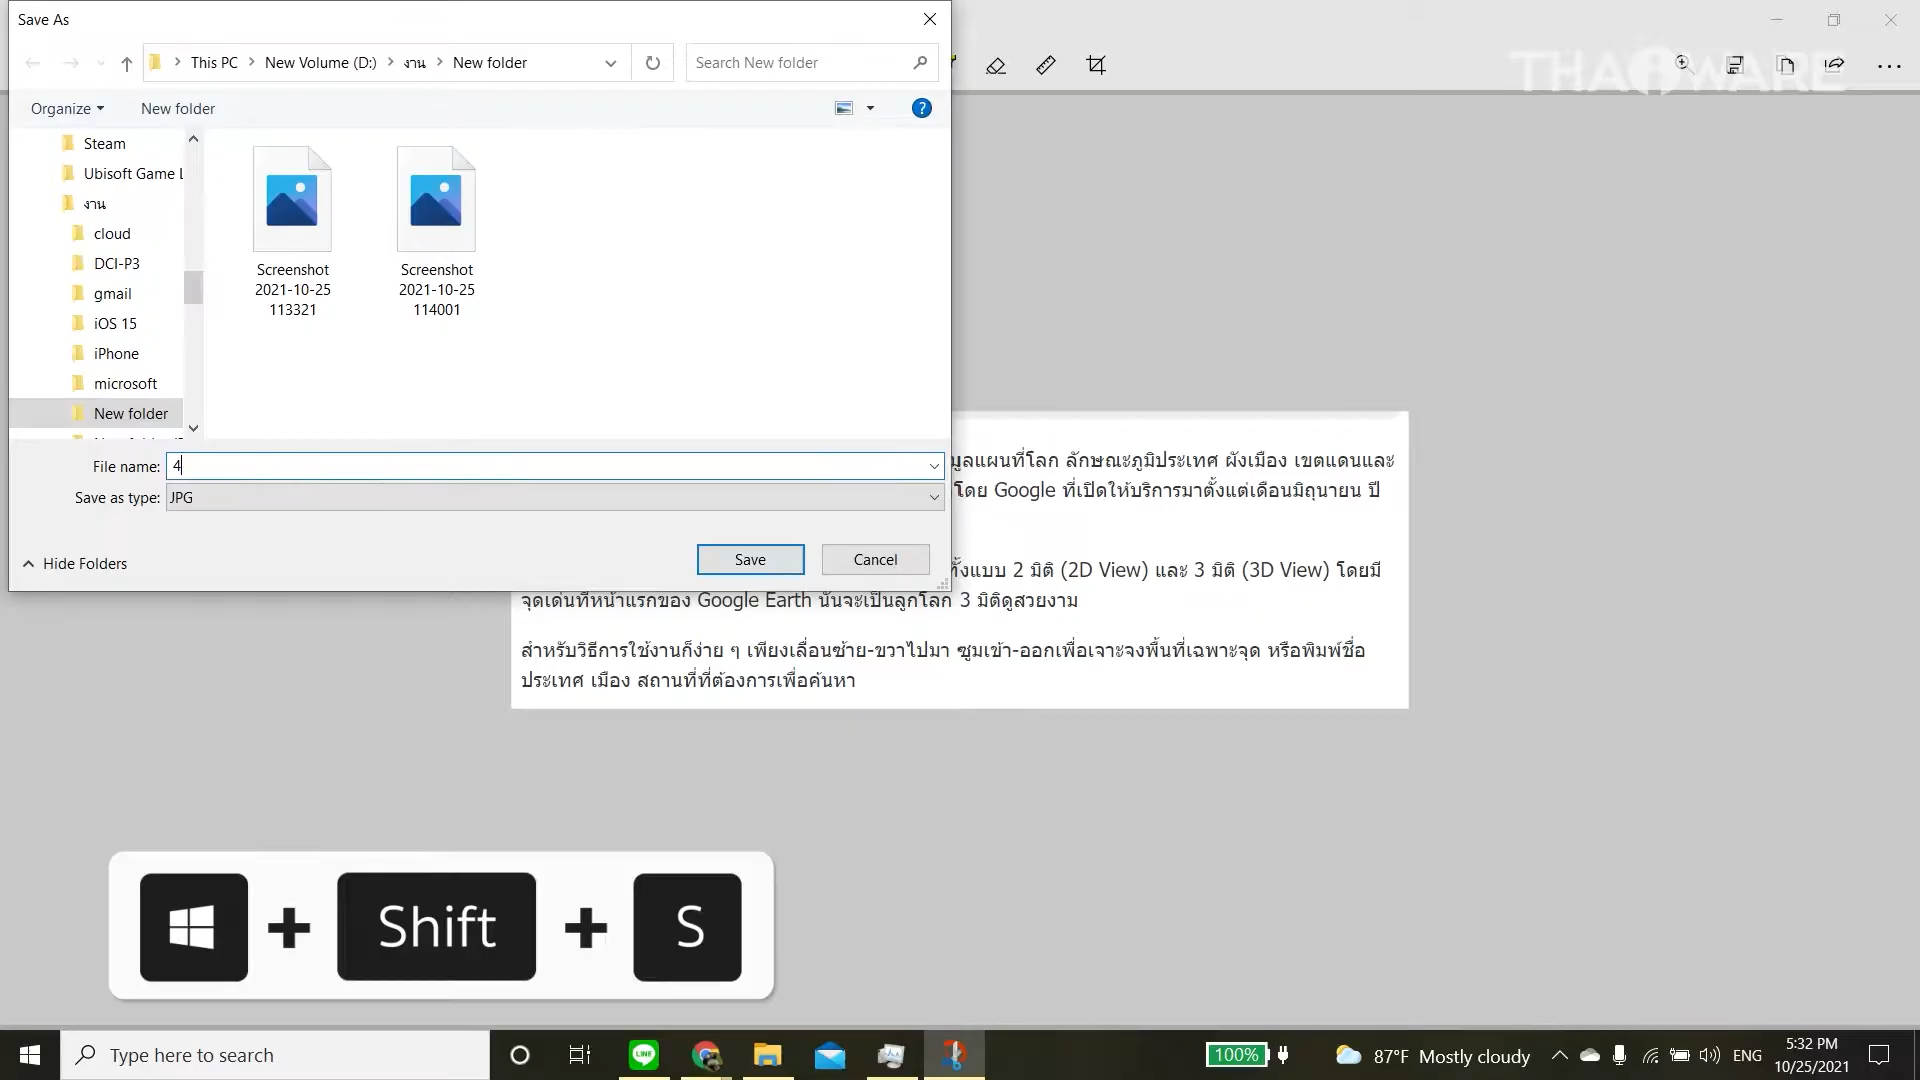 Save As
This PC
New Volume (D:)
งาน
New folder
Search New folder
THAIWARE
Organize
New folder
Steam
Ubisoft Game L
งาน
cloud
DCI-P3
gmail
iOS 15
iPhone
microsoft
New folder
Screenshot
2021-10-25
113321
Screenshot
2021-10-25
114001
File name: 4
Save as type: JPG
Hide Folders
Save
Cancel
มูลแผนที่โลก ลักษณะภูมิประเทศ ผังเมือง เขตแดนและ
โดย Google ที่เปิดให้บริการมาตั้งแต่เดือนมิถุนายน ปี
ทั้งแบบ 2 มิติ (2D View) และ 3 มิติ (3D View) โดยมี
จุดเด่นที่หน้าแรกของ Google Earth นั้นจะเป็นลูกโลก 3 มิติดูสวยงาม
สำหรับวิธีการใช้งานก็ง่าย ๆ เพียงเลื่อนซ้าย-ขวาไปมา ซูมเข้า-ออกเพื่อเจาะจงพื้นที่เฉพาะจุด หรือพิมพ์ชื่อ
ประเทศ เมือง สถานที่ที่ต้องการเพื่อค้นหา
+ Shift + S
Type here to search
LINE
100%
87°F Mostly cloudy
ENG
5:32 PM
10/25/2021